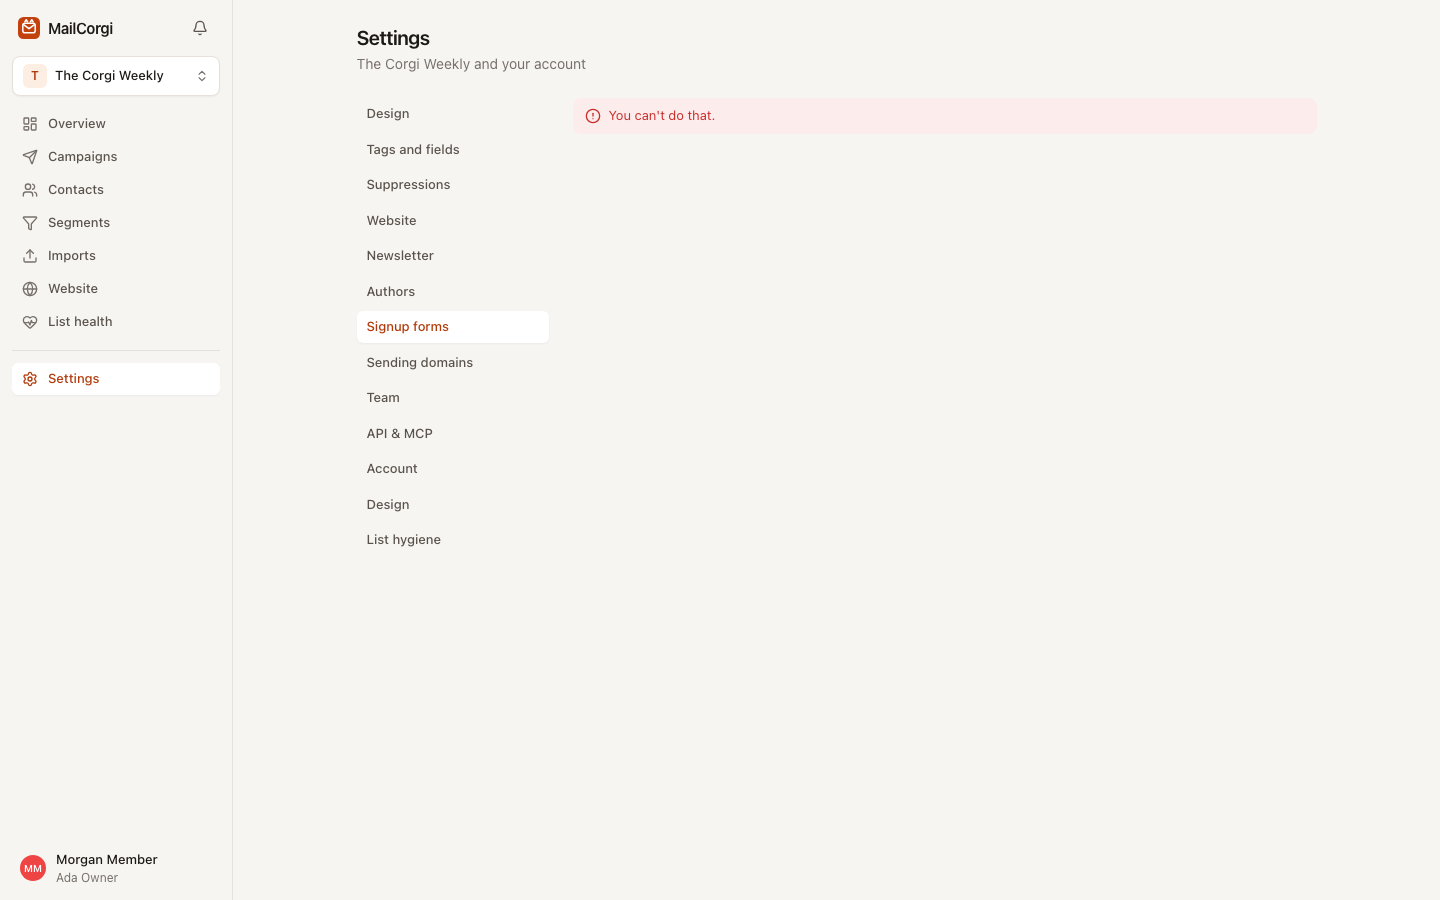 MailCorgi
T The Corgi Weekly
Overview
Campaigns
Contacts
Segments
Imports
Website
List health
Settings
MM
Morgan Member
Ada Owner
Settings
The Corgi Weekly and your account
Design
Tags and fields
Suppressions
Website
Newsletter
Authors
Signup forms
Sending domains
Team
API & MCP
Account
Design
List hygiene
You can't do that.